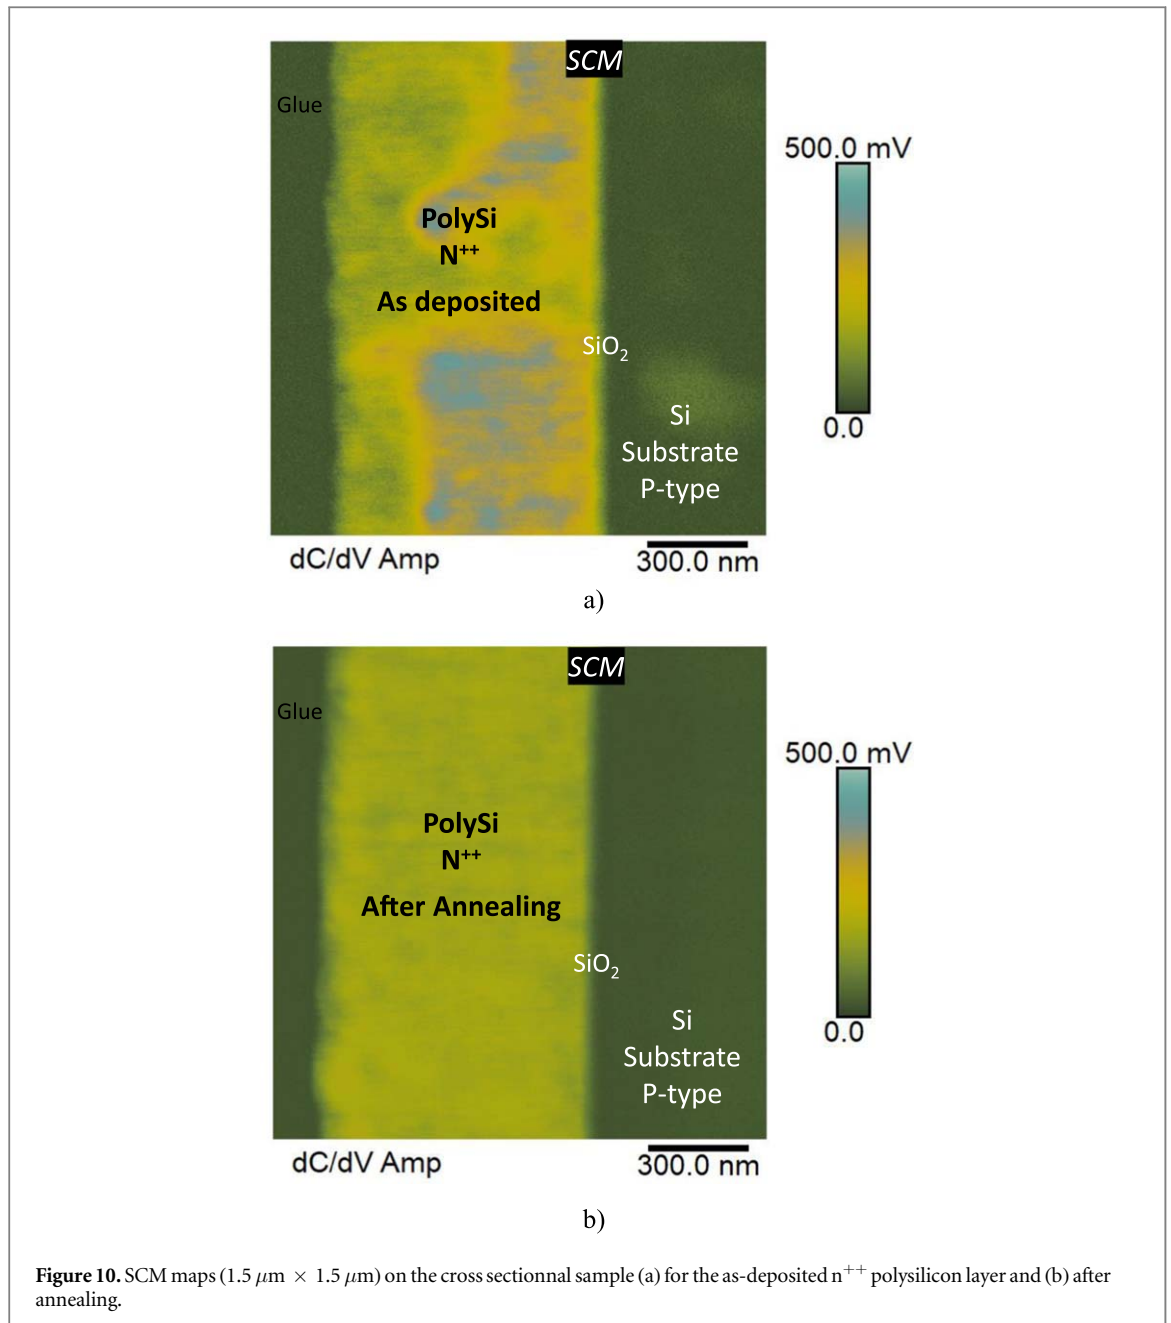 SCM
Glue
500.0 mV
PolySi
N⁺⁺
As deposited
SiO₂
Si
Substrate
P-type
0.0
dC/dV Amp
300.0 nm
a)
SCM
Glue
500.0 mV
PolySi
N⁺⁺
After Annealing
SiO₂
Si
Substrate
P-type
0.0
dC/dV Amp
300.0 nm
b)
Figure 10. SCM maps (1.5 μm × 1.5 μm) on the cross sectionnal sample (a) for the as-deposited n⁺⁺ polysilicon layer and (b) after
annealing.